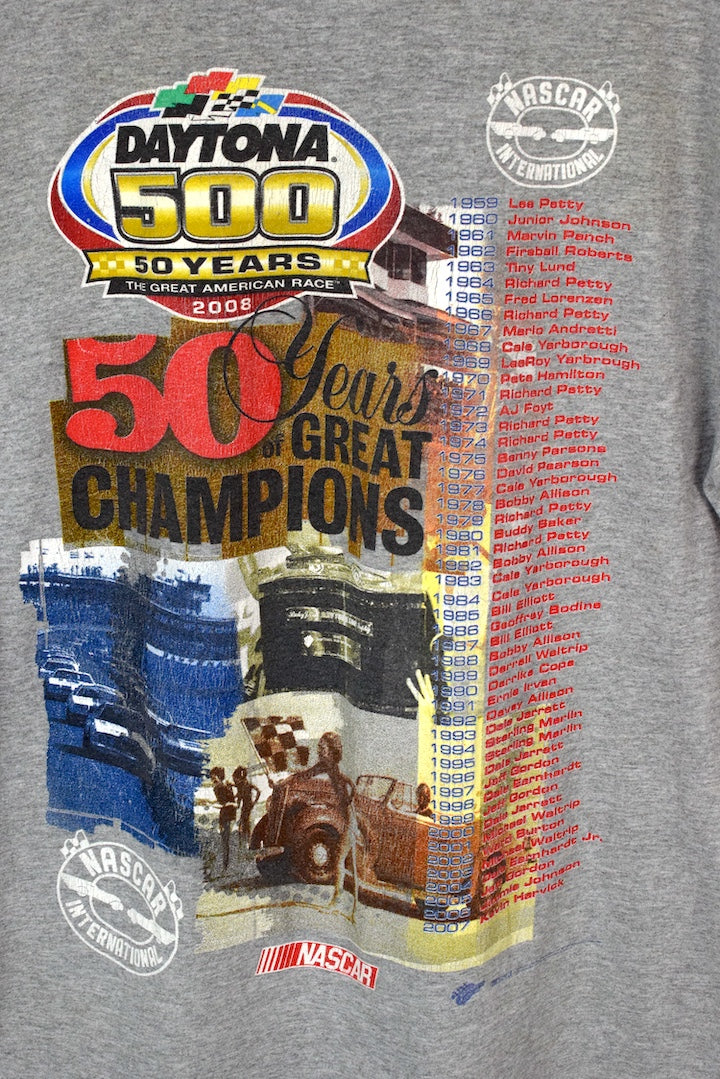 DAYTONA
500
50 YEARS
THE GREAT AMERICAN RACE™
2008
NASCAR
INTERNATIONAL
50 Years
of GREAT
CHAMPIONS
1959 Lee Petty
1960 Junior Johnson
1961 Marvin Panch
1962 Fireball Roberts
1963 Tiny Lund
1964 Richard Petty
1965 Fred Lorenzen
1966 Richard Petty
1967 Mario Andretti
1968 Cale Yarborough
1969 LeeRoy Yarbrough
1970 Pete Hamilton
1971 Richard Petty
1972 AJ Foyt
1973 Richard Petty
1974 Richard Petty
1975 Benny Parsons
1976 David Pearson
1977 Cale Yarborough
1978 Bobby Allison
1979 Richard Petty
1980 Buddy Baker
1981 Richard Petty
1982 Bobby Allison
1983 Cale Yarborough
1984 Cale Yarborough
1985 Bill Elliott
1986 Geoffrey Bodine
1987 Bill Elliott
1988 Bobby Allison
1989 Darrell Waltrip
1990 Derrike Cope
1991 Ernie Irvan
1992 Davey Allison
1993 Dale Jarrett
1994 Sterling Marlin
1995 Sterling Marlin
1996 Dale Jarrett
1997 Jeff Gordon
1998 Dale Earnhardt
1999 Jeff Gordon
2000 Dale Jarrett
2001 Michael Waltrip
2002 Ward Burton
2003 Michael Waltrip
2004 Dale Earnhardt Jr.
2005 Jeff Gordon
2006 Jimmie Johnson
2007 Kevin Harvick
NASCAR
INTERNATIONAL
NASCAR